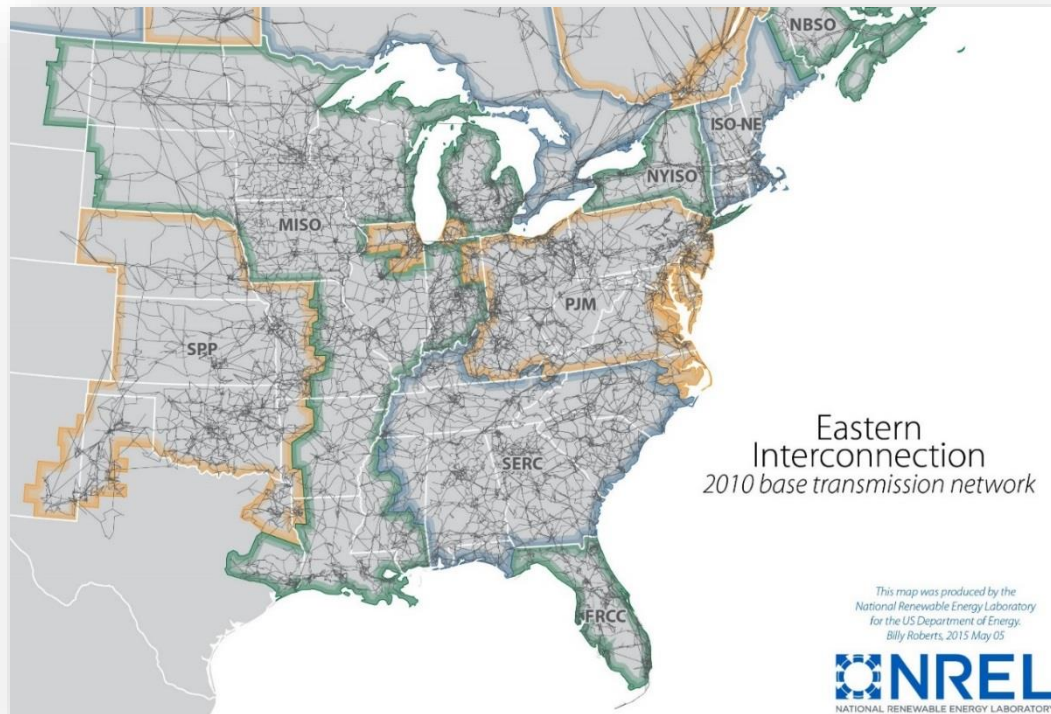 NBSO
ISO-NE
NYISO
MISO
PJM
SPP
SERC
FRCC
Eastern
Interconnection
2010 base transmission network
This map was produced by the
National Renewable Energy Laboratory
for the US Department of Energy.
Billy Roberts, 2015 May 05
NREL
NATIONAL RENEWABLE ENERGY LABORATORY